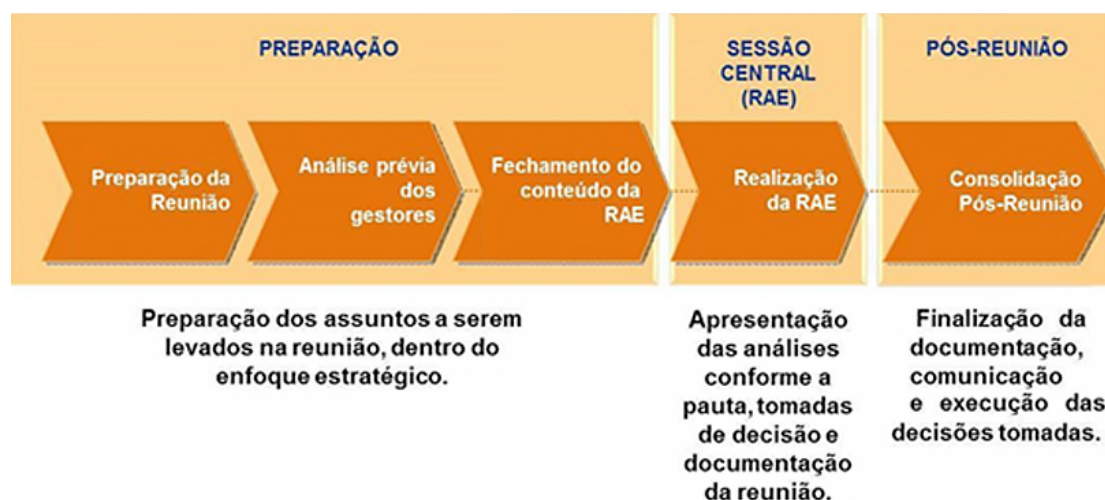 PREPARAÇÃO
SESSÃO
CENTRAL
(RAE)
PÓS-REUNIÃO
Preparação da
Reunião
Análise prévia
dos
gestores
Fechamento do
conteúdo da
RAE
Realização
da RAE
Consolidação
Pós-Reunião
Preparação dos assuntos a serem
levados na reunião, dentro do
enfoque estratégico.
Apresentação
das análises
conforme a
pauta, tomadas
de decisão e
documentação
da reunião.
Finalização da
documentação,
comunicação
e execução das
decisões tomadas.